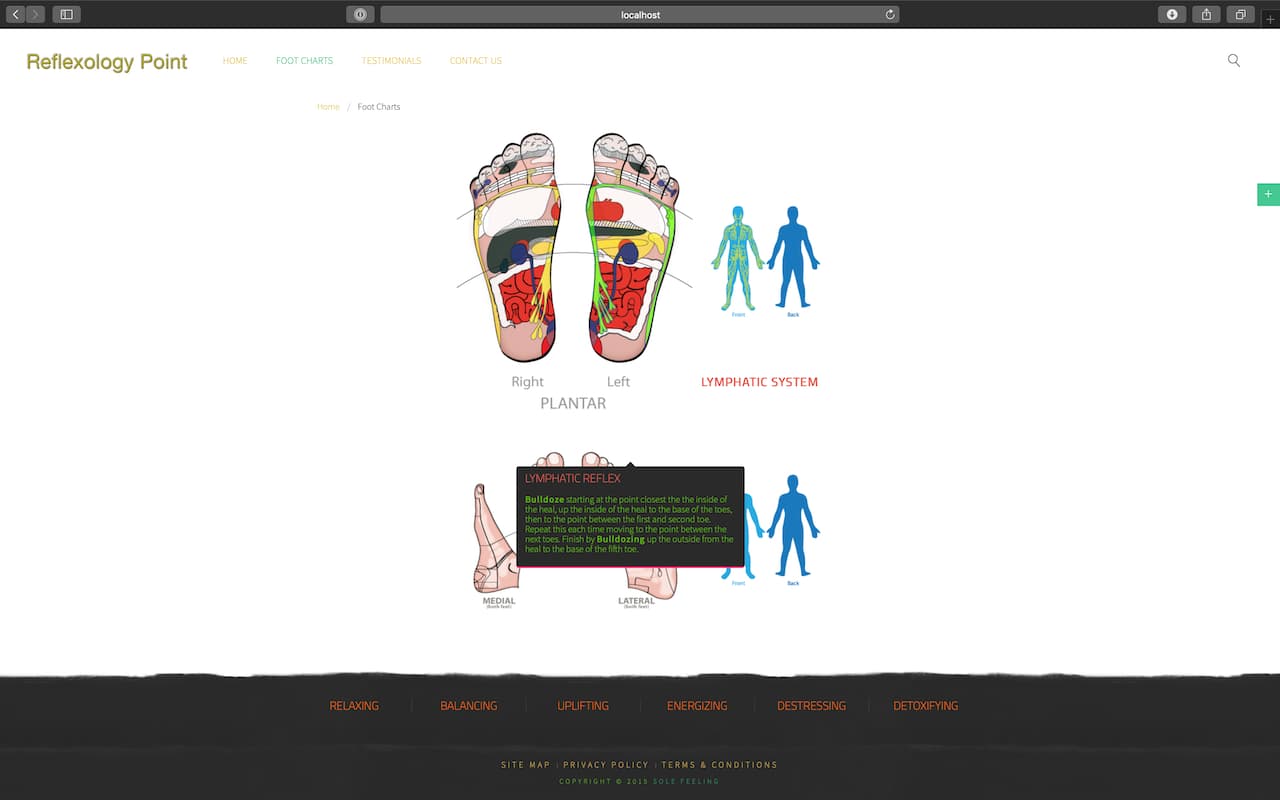 localhost
Reflexology Point
HOME FOOT CHARTS TESTIMONIALS CONTACT US
Home / Foot Charts
Front Back
Right Left
LYMPHATIC SYSTEM
PLANTAR
LYMPHATIC REFLEX
Bulldoze starting at the point closest the the inside of
the heal, up the inside of the heal to the base of the toes,
then to the point between the first and second toe.
Repeat this each time moving to the point between the
next toes. Finish by Bulldozing up the outside from the
heal to the base of the fifth toe.
Front Back
MEDIAL LATERAL
(both feet) (both feet)
RELAXING BALANCING UPLIFTING ENERGIZING DESTRESSING DETOXIFYING
SITE MAP | PRIVACY POLICY | TERMS & CONDITIONS
COPYRIGHT © 2015 SOLE FEELING